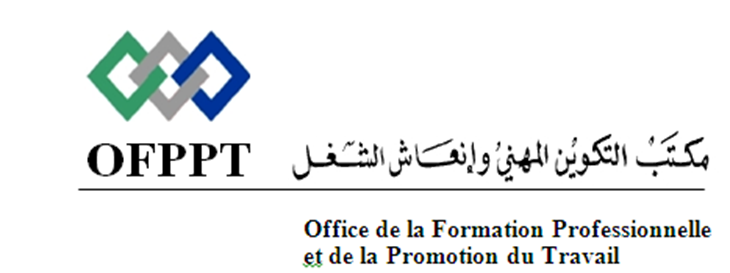 OFPPT
مكتب التكوين المهني وإنعاش الشغل
Office de la Formation Professionnelle
et de la Promotion du Travail